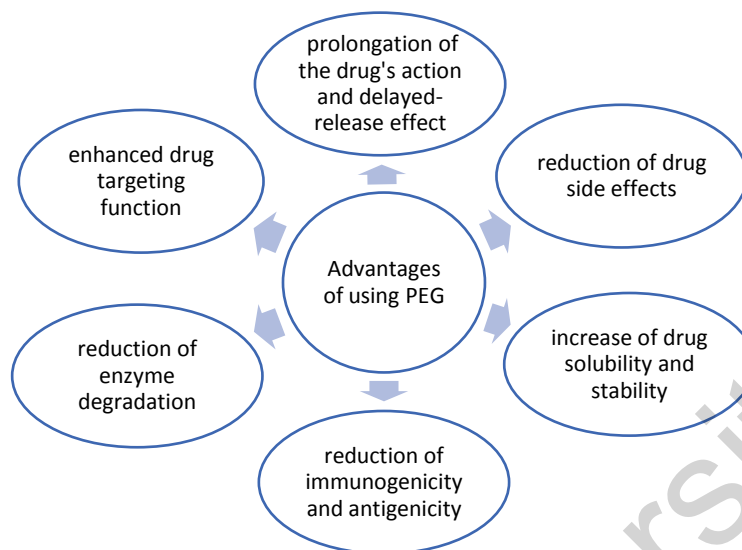 prolongation of
the drug's action
and delayed-
release effect
enhanced drug
targeting
function
reduction of drug
side effects
Advantages
of using PEG
reduction of
enzyme
degradation
increase of drug
solubility and
stability
reduction of
immunogenicity
and antigenicity